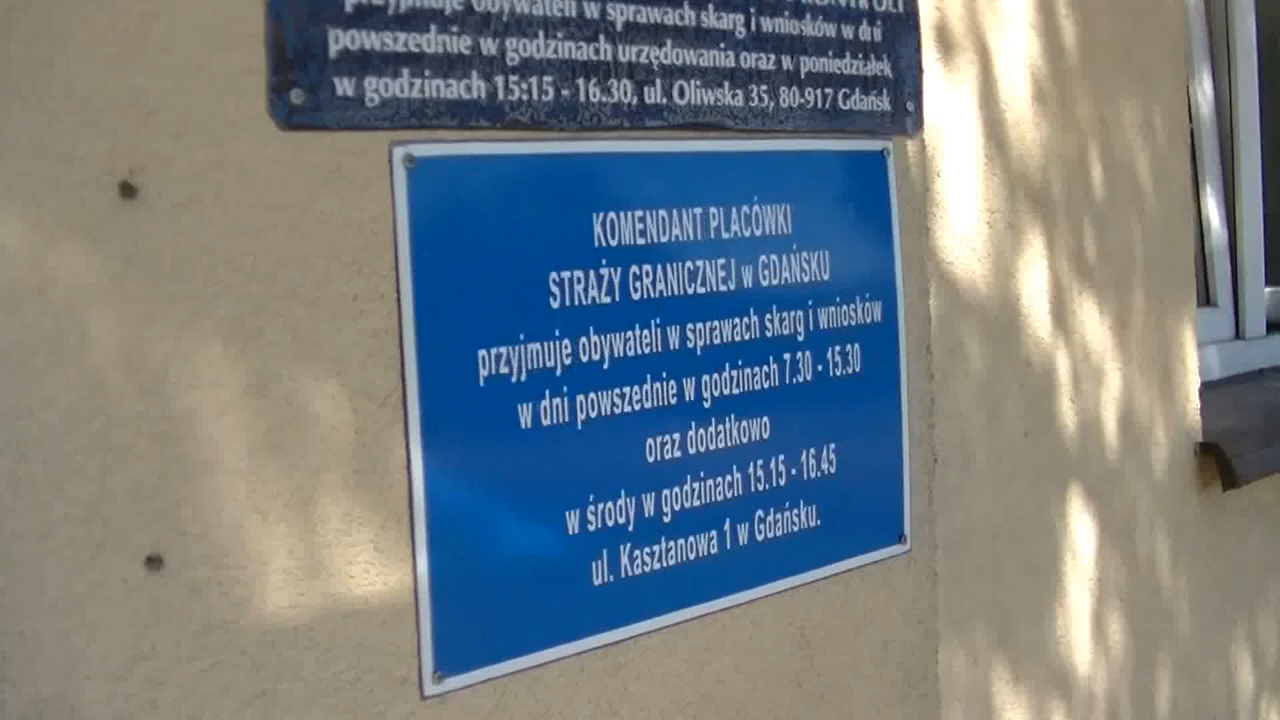 przyjmuje obywateli w sprawach skarg i wniosków w dni
powszednie w godzinach urzędowania oraz w poniedziałek
w godzinach 15:15 - 16.30, ul. Oliwska 35, 80-917 Gdańsk
KOMENDANT PLACÓWKI
STRAŻY GRANICZNEJ w GDAŃSKU
przyjmuje obywateli w sprawach skarg i wniosków
w dni powszednie w godzinach 7.30 - 15.30
oraz dodatkowo
w środy w godzinach 15.15 - 16.45
ul. Kasztanowa 1 w Gdańsku.